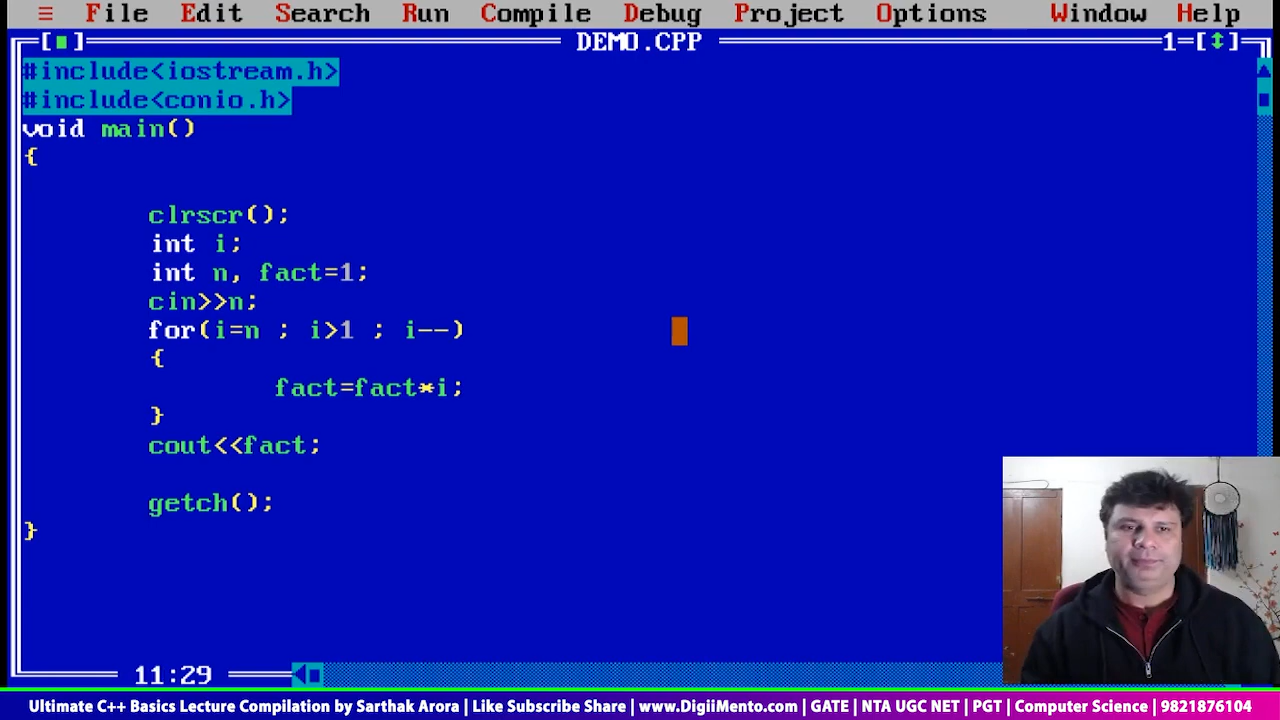 ≡ File Edit Search Run Compile Debug Project Options Window Help
[■] DEMO.CPP 1=[↕]
#include<iostream.h>
#include<conio.h>
void main()
{
clrscr();
int i;
int n, fact=1;
cin>>n;
for(i=n ; i>1 ; i--)
{
fact=fact*i;
}
cout<<fact;
getch();
}
11:29
Ultimate C++ Basics Lecture Compilation by Sarthak Arora | Like Subscribe Share | www.DigiiMento.com | GATE | NTA UGC NET | PGT | Computer Science | 9821876104